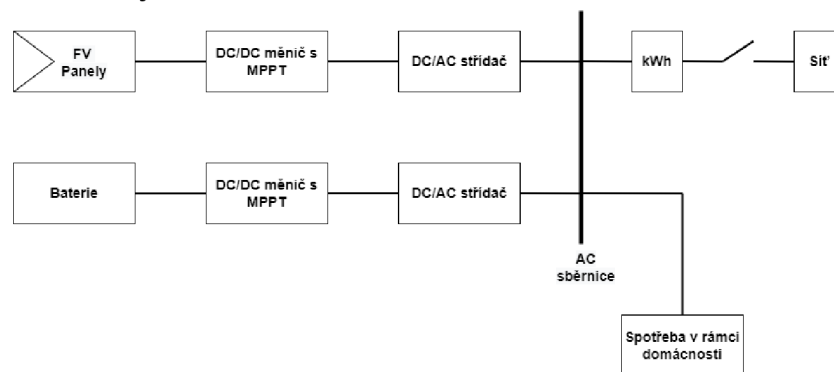 FV
Panely
DC/DC měnič s
MPPT
DC/AC střídač
kWh
Síť
Baterie
DC/DC měnič s
MPPT
DC/AC střídač
AC
sběrnice
Spotřeba v rámci
domácnosti